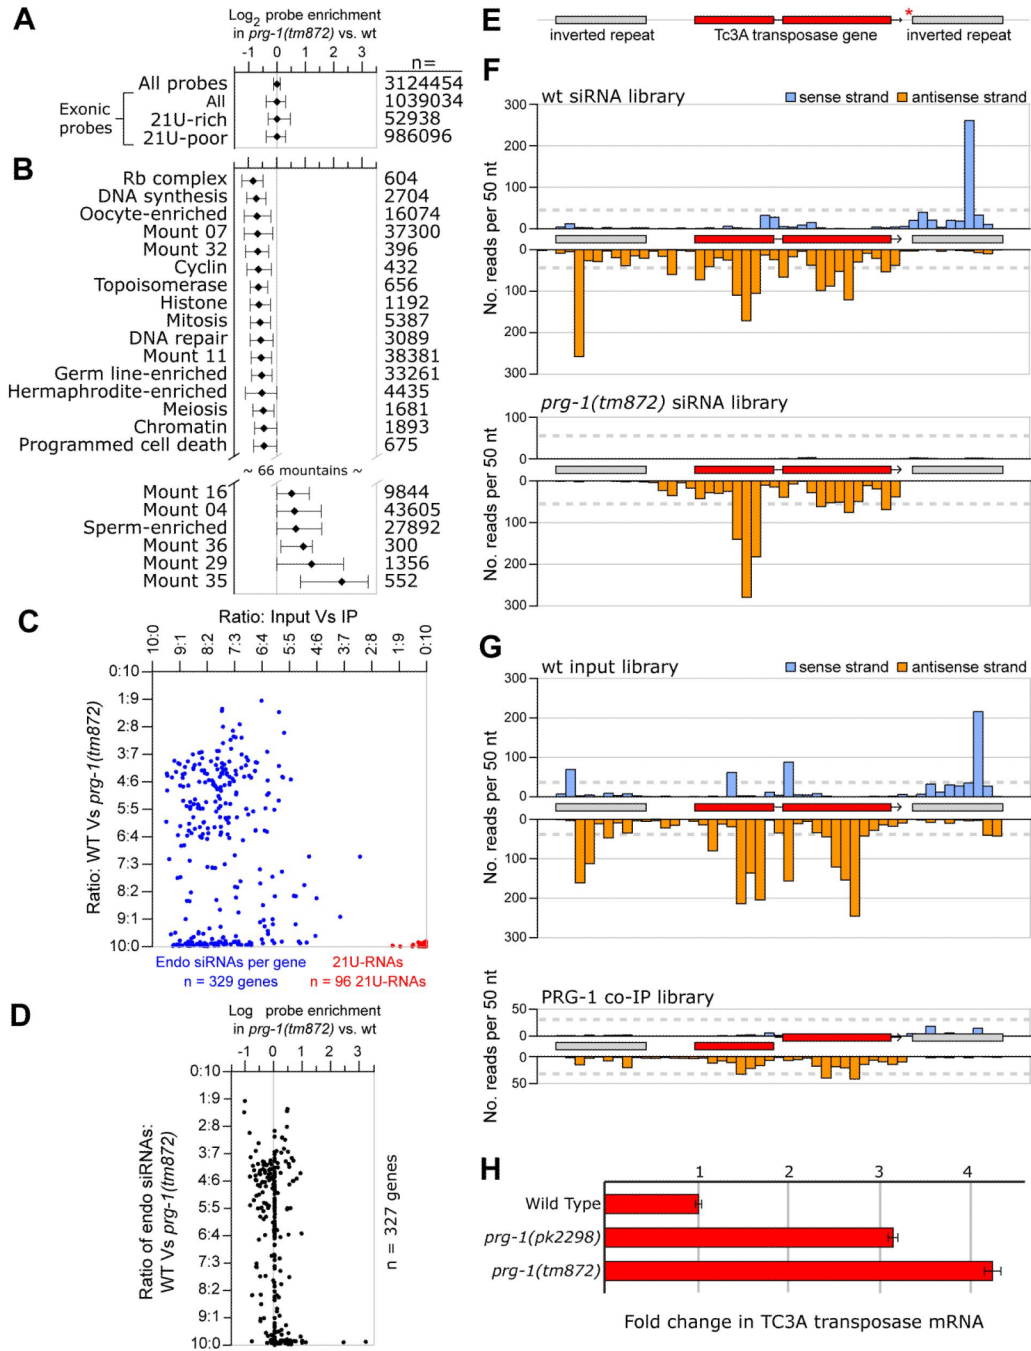 A
Log2 probe enrichment
in prg-1(tm872) vs. wt
-1 0 1 2 3
n=
All probes 3124454
Exonic probes
All 1039034
21U-rich 52938
21U-poor 986096
B
Rb complex 604
DNA synthesis 2704
Oocyte-enriched 16074
Mount 07 37300
Mount 32 396
Cyclin 432
Topoisomerase 656
Histone 1192
Mitosis 5387
DNA repair 3089
Mount 11 38381
Germ line-enriched 33261
Hermaphrodite-enriched 4435
Meiosis 1681
Chromatin 1893
Programmed cell death 675
~ 66 mountains ~
Mount 16 9844
Mount 04 43605
Sperm-enriched 27892
Mount 36 300
Mount 29 1356
Mount 35 552
C
Ratio: Input Vs IP
10:0 9:1 8:2 7:3 6:4 5:5 4:6 3:7 2:8 1:9 0:10
Ratio: WT Vs prg-1(tm872)
0:10
1:9
2:8
3:7
4:6
5:5
6:4
7:3
8:2
9:1
10:0
Endo siRNAs per gene
n = 329 genes
21U-RNAs
n = 96 21U-RNAs
D
Log probe enrichment
in prg-1(tm872) vs. wt
-1 0 1 2 3
Ratio of endo siRNAs:
WT Vs prg-1(tm872)
0:10
1:9
2:8
3:7
4:6
5:5
6:4
7:3
8:2
9:1
10:0
n = 327 genes
E
*
inverted repeat Tc3A transposase gene inverted repeat
F
wt siRNA library
sense strand antisense strand
No. reads per 50 nt
300
200
100
0
0
100
200
300
prg-1(tm872) siRNA library
No. reads per 50 nt
100
0
0
100
200
300
G
wt input library
sense strand antisense strand
No. reads per 50 nt
300
200
100
0
0
100
200
300
PRG-1 co-IP library
No. reads per 50 nt
50
0
0
50
H
1 2 3 4
Wild Type
prg-1(pk2298)
prg-1(tm872)
Fold change in TC3A transposase mRNA